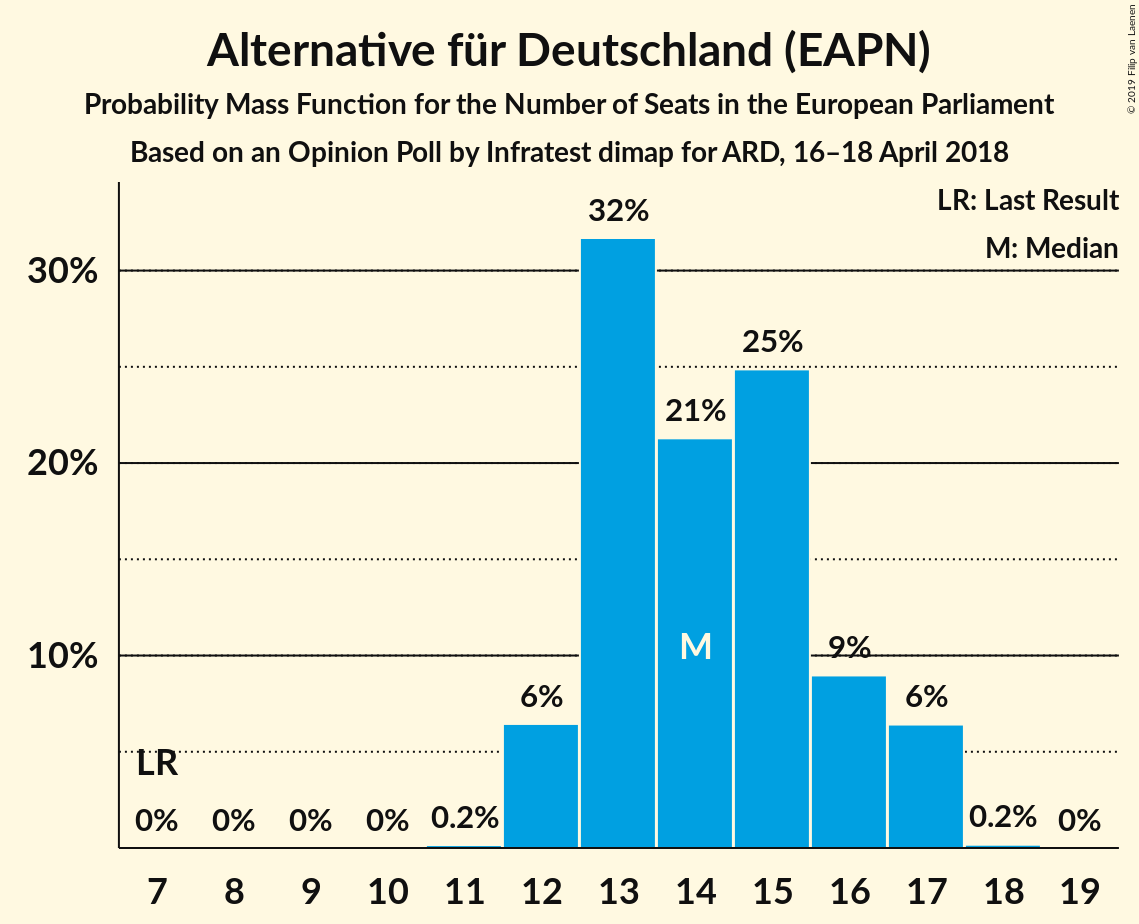 Alternative für Deutschland (EAPN)
Probability Mass Function for the Number of Seats in the European Parliament
Based on an Opinion Poll by Infratest dimap for ARD, 16–18 April 2018
© 2019 Filip van Laenen
LR: Last Result
M: Median
32%
30%
25%
21%
20%
M
10%
9%
6%
6%
LR
0%
0%
0%
0%
0.2%
0.2%
0%
7 8 9 10 11 12 13 14 15 16 17 18 19